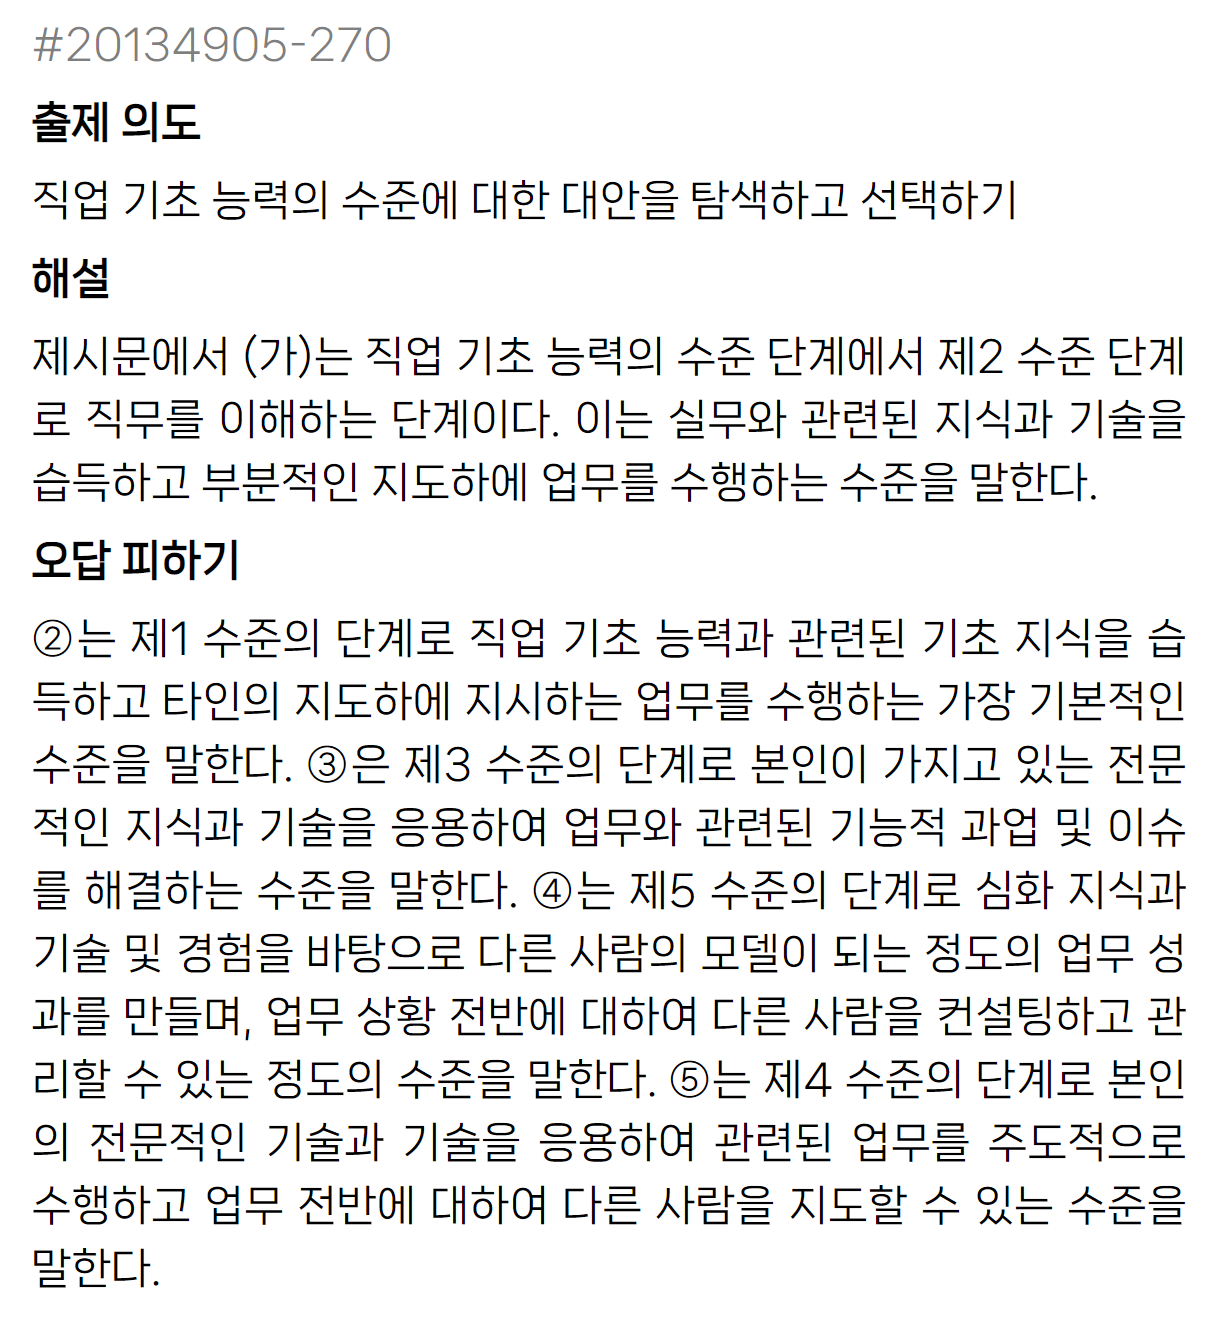 #20134905-270
출제 의도
직업 기초 능력의 수준에 대한 대안을 탐색하고 선택하기
해설
제시문에서 (가)는 직업 기초 능력의 수준 단계에서 제2 수준 단계
로 직무를 이해하는 단계이다. 이는 실무와 관련된 지식과 기술을
습득하고 부분적인 지도하에 업무를 수행하는 수준을 말한다.
오답 피하기
②는 제1 수준의 단계로 직업 기초 능력과 관련된 기초 지식을 습
득하고 타인의 지도하에 지시하는 업무를 수행하는 가장 기본적인
수준을 말한다. ③은 제3 수준의 단계로 본인이 가지고 있는 전문
적인 지식과 기술을 응용하여 업무와 관련된 기능적 과업 및 이슈
를 해결하는 수준을 말한다. ④는 제5 수준의 단계로 심화 지식과
기술 및 경험을 바탕으로 다른 사람의 모델이 되는 정도의 업무 성
과를 만들며, 업무 상황 전반에 대하여 다른 사람을 컨설팅하고 관
리할 수 있는 정도의 수준을 말한다. ⑤는 제4 수준의 단계로 본인
의 전문적인 기술과 기술을 응용하여 관련된 업무를 주도적으로
수행하고 업무 전반에 대하여 다른 사람을 지도할 수 있는 수준을
말한다.